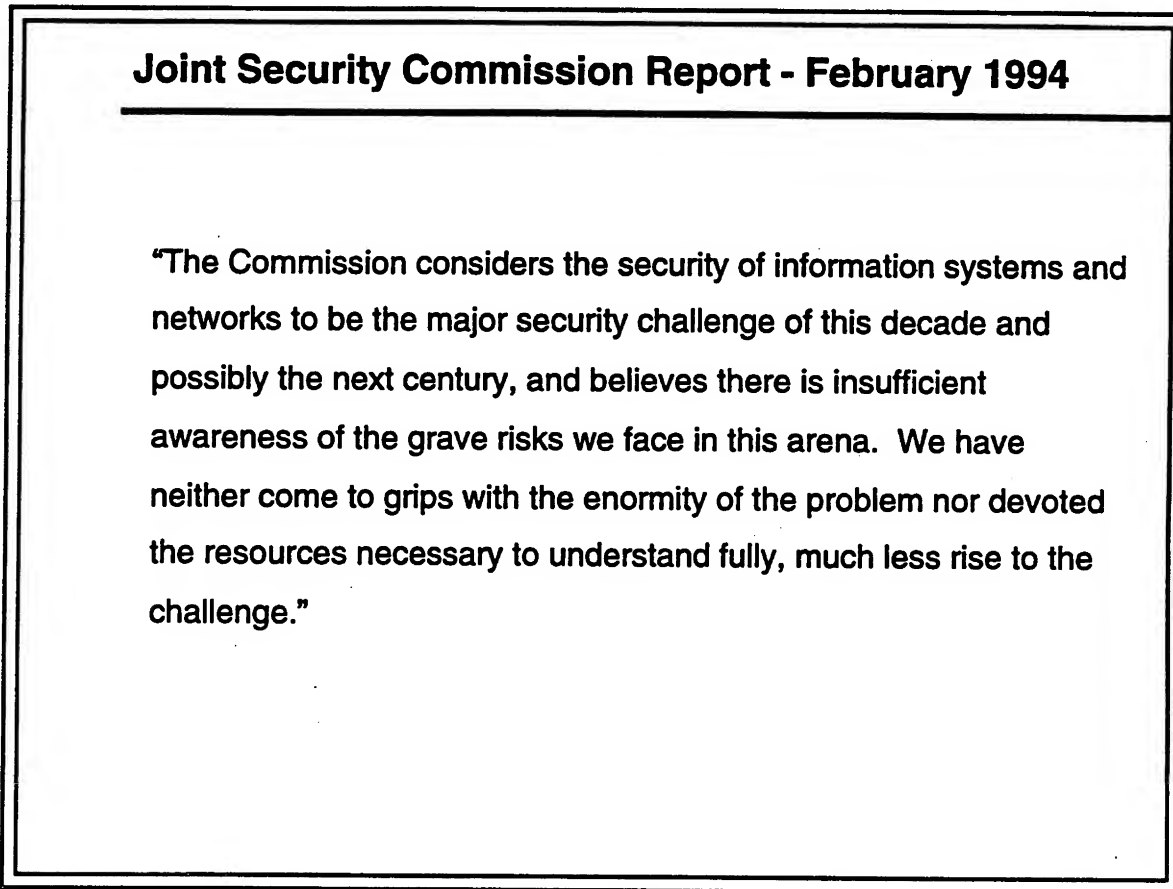 Joint Security Commission Report - February 1994
“The Commission considers the security of information systems and
networks to be the major security challenge of this decade and
possibly the next century, and believes there is insufficient
awareness of the grave risks we face in this arena.  We have
neither come to grips with the enormity of the problem nor devoted
the resources necessary to understand fully, much less rise to the
challenge.”